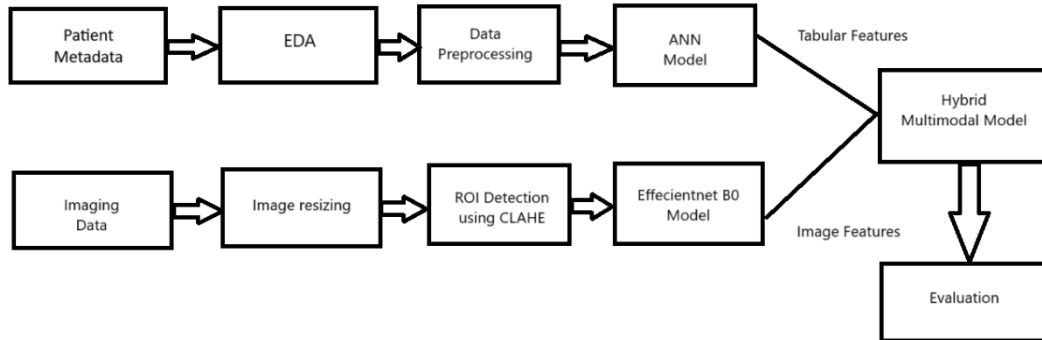 Patient
Metadata
EDA
Data
Preprocessing
ANN
Model
Tabular Features
Hybrid
Multimodal Model
Imaging
Data
Image resizing
ROI Detection
using CLAHE
Effecientnet B0
Model
Image Features
Evaluation